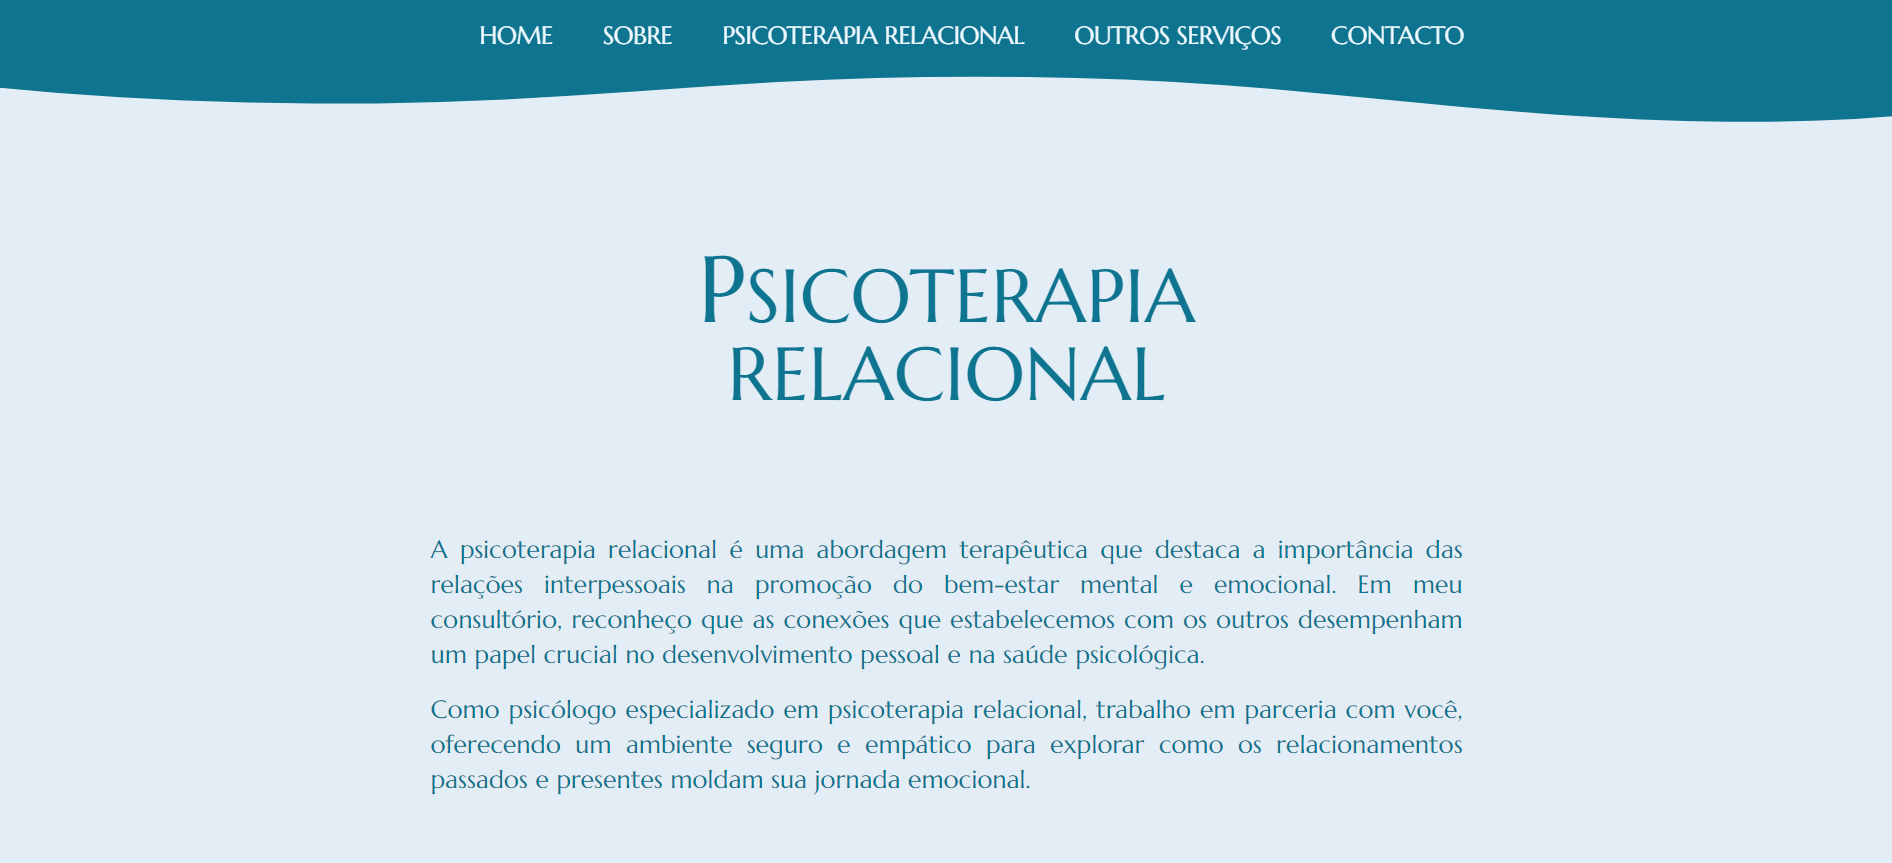 HOME SOBRE PSICOTERAPIA RELACIONAL OUTROS SERVIÇOS CONTACTO
PSICOTERAPIA
RELACIONAL
A psicoterapia relacional é uma abordagem terapêutica que destaca a importância das
relações interpessoais na promoção do bem-estar mental e emocional. Em meu
consultório, reconheço que as conexões que estabelecemos com os outros desempenham
um papel crucial no desenvolvimento pessoal e na saúde psicológica.
Como psicólogo especializado em psicoterapia relacional, trabalho em parceria com você,
oferecendo um ambiente seguro e empático para explorar como os relacionamentos
passados e presentes moldam sua jornada emocional.